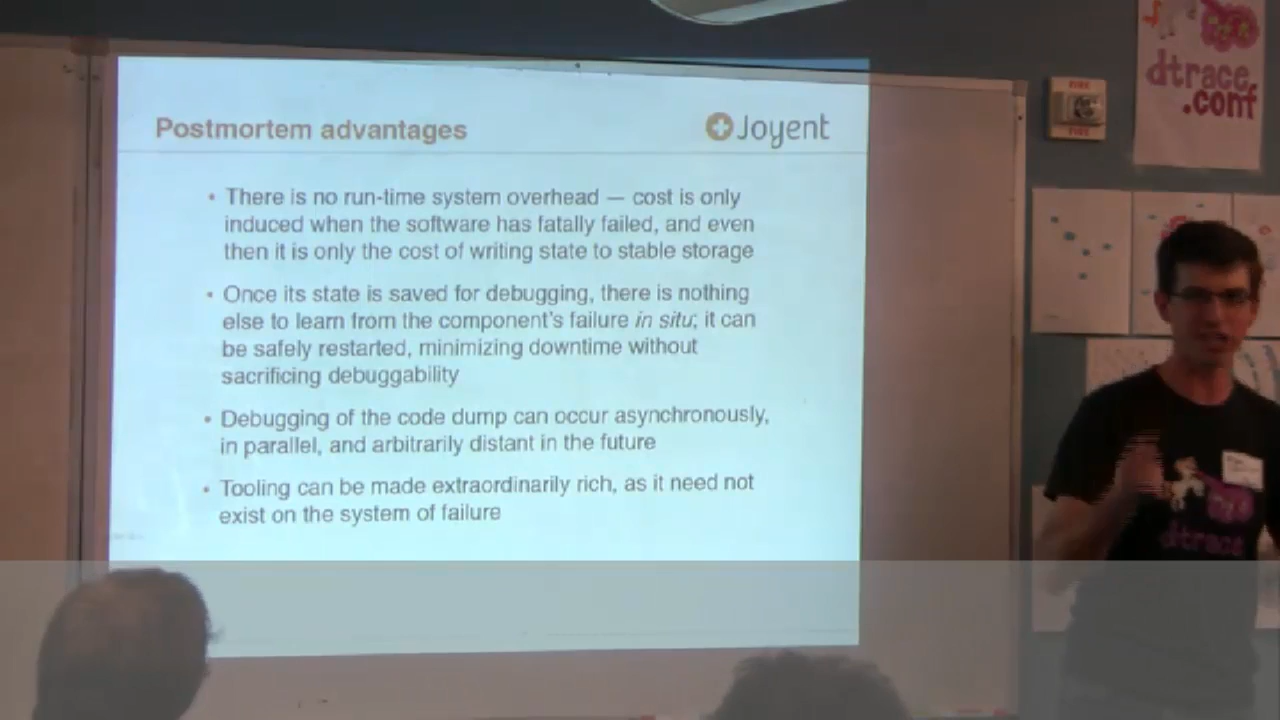 Postmortem advantages
Joyent
• There is no run-time system overhead — cost is only
induced when the software has fatally failed, and even
then it is only the cost of writing state to stable storage
• Once its state is saved for debugging, there is nothing
else to learn from the component's failure in situ; it can
be safely restarted, minimizing downtime without
sacrificing debuggability
• Debugging of the code dump can occur asynchronously,
in parallel, and arbitrarily distant in the future
• Tooling can be made extraordinarily rich, as it need not
exist on the system of failure
dtrace
.conf
FIRE
FIRE
dtrace